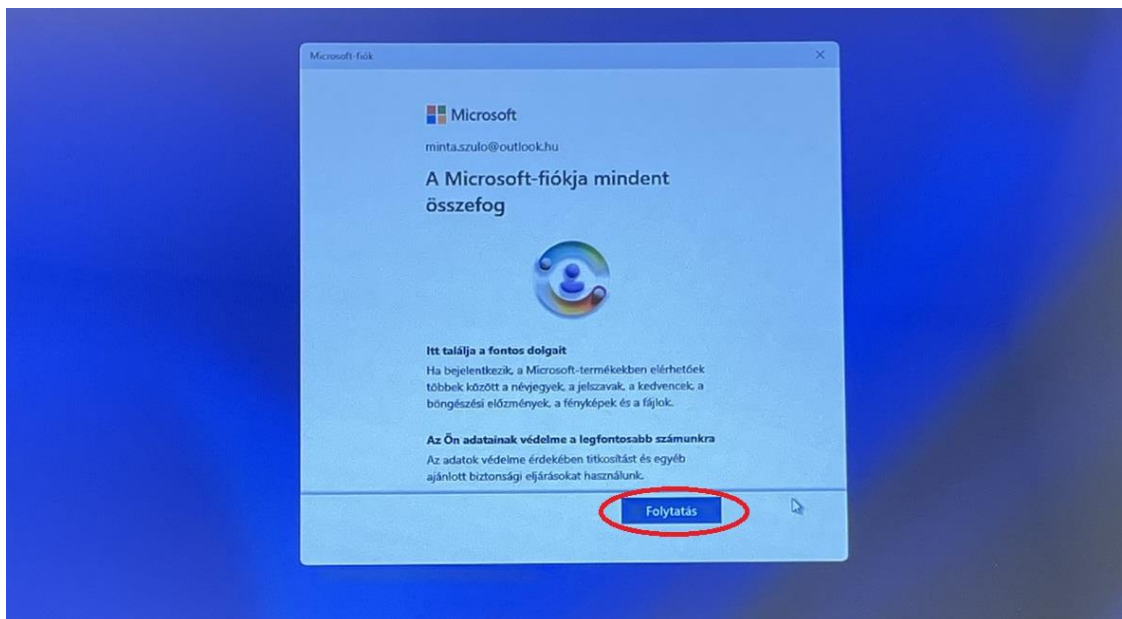 Microsoft-fiók
Microsoft
minta.szulo@outlook.hu
A Microsoft-fiókja mindent
összefog
Itt találja a fontos dolgait
Ha bejelentkezik, a Microsoft-termékekben elérhetőek
többek között a névjegyek, a jelszavak, a kedvencek, a
böngészési előzmények, a fényképek és a fájlok.
Az Ön adatainak védelme a legfontosabb számunkra
Az adatok védelme érdekében titkosítást és egyéb
ajánlott biztonsági eljárásokat használunk.
Folytatás